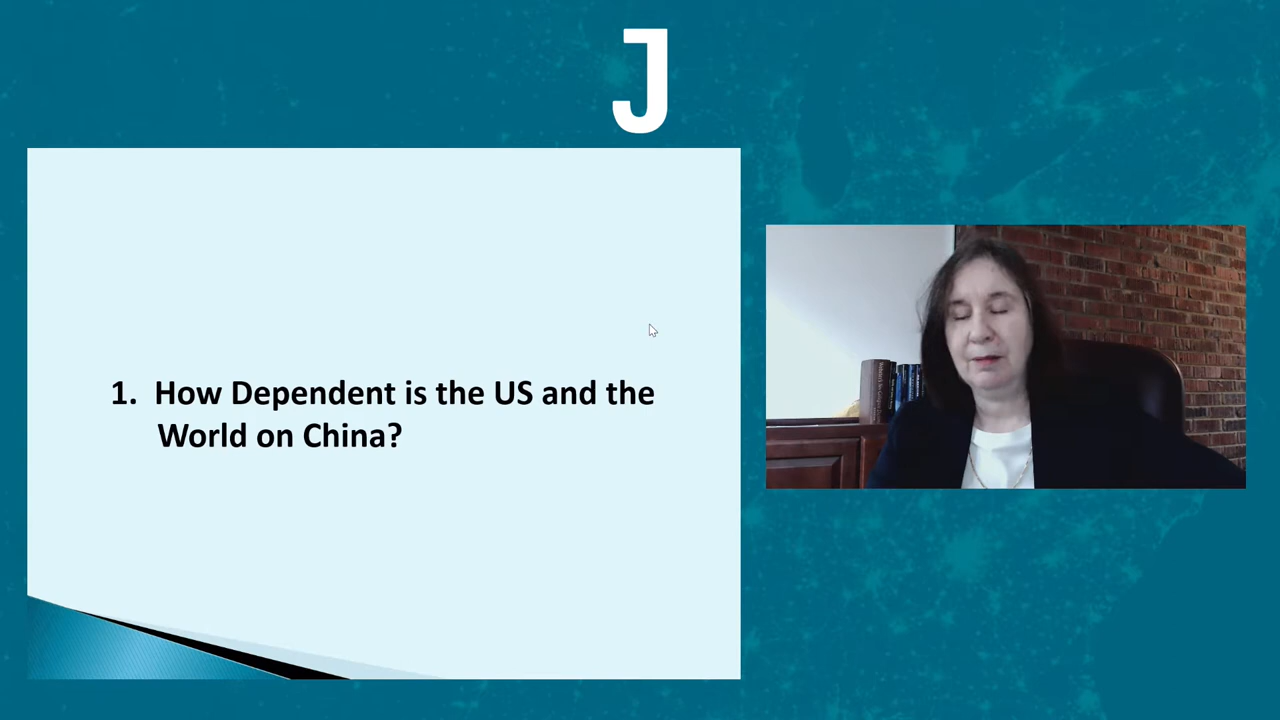 J
1. How Dependent is the US and the
World on China?